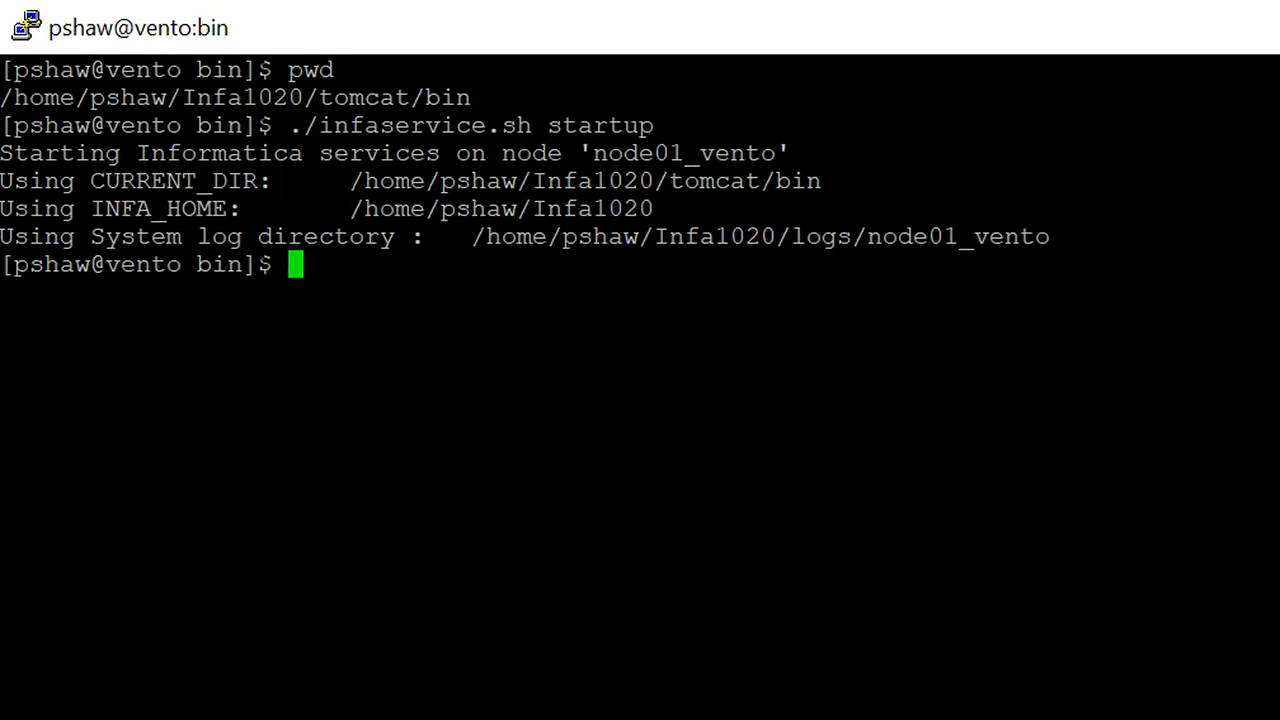 pshaw@vento:bin
[pshaw@vento bin]$ pwd
/home/pshaw/Infa1020/tomcat/bin
[pshaw@vento bin]$ ./infaservice.sh startup
Starting Informatica services on node 'node01_vento'
Using CURRENT_DIR:     /home/pshaw/Infa1020/tomcat/bin
Using INFA_HOME:       /home/pshaw/Infa1020
Using System log directory :   /home/pshaw/Infa1020/logs/node01_vento
[pshaw@vento bin]$